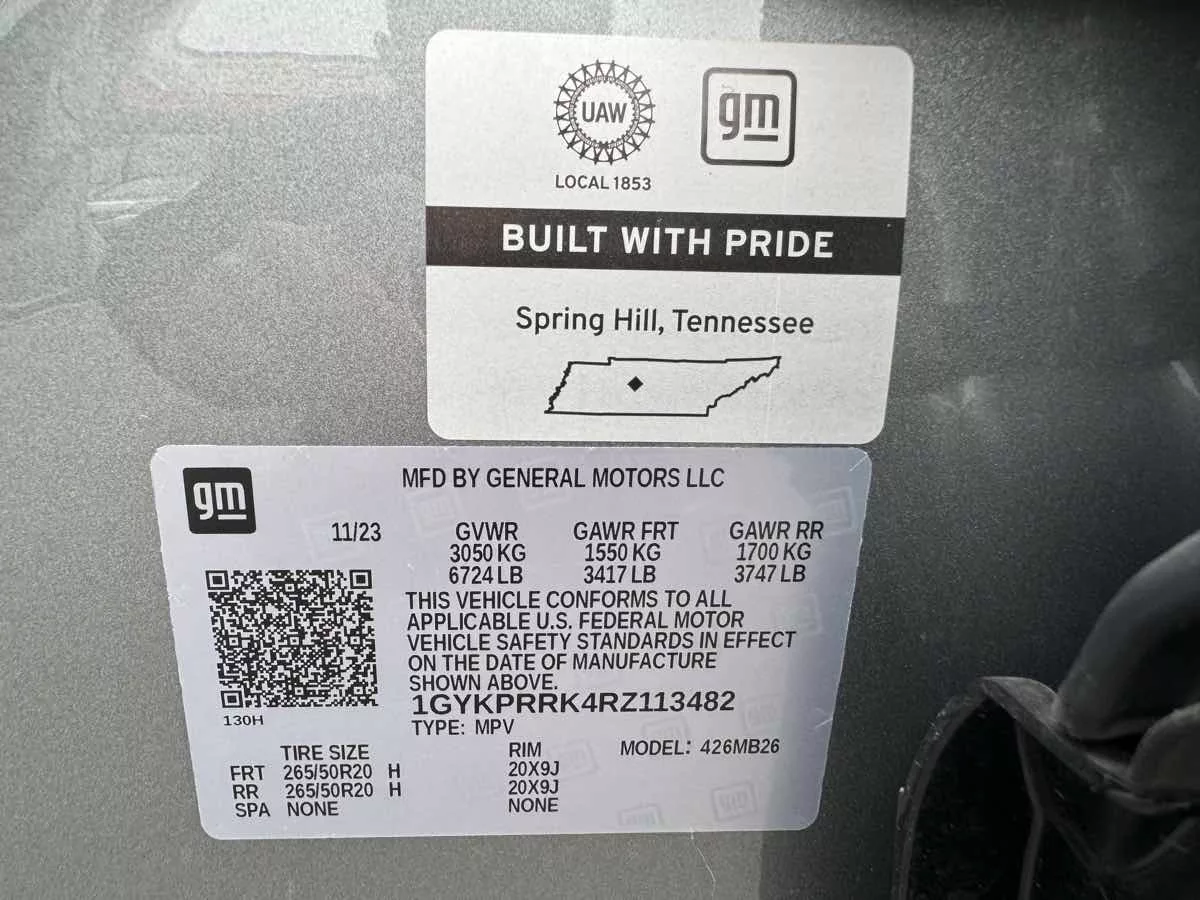 UAW
gm
LOCAL 1853
BUILT WITH PRIDE
Spring Hill, Tennessee
gm
MFD BY GENERAL MOTORS LLC
11/23 GVWR GAWR FRT GAWR RR
3050 KG 1550 KG 1700 KG
6724 LB 3417 LB 3747 LB
THIS VEHICLE CONFORMS TO ALL
APPLICABLE U.S. FEDERAL MOTOR
VEHICLE SAFETY STANDARDS IN EFFECT
ON THE DATE OF MANUFACTURE
SHOWN ABOVE.
1GYKPRRK4RZ113482
130H
TYPE: MPV
TIRE SIZE RIM MODEL: 426MB26
FRT 265/50R20 H 20X9J
RR 265/50R20 H 20X9J
SPA NONE NONE